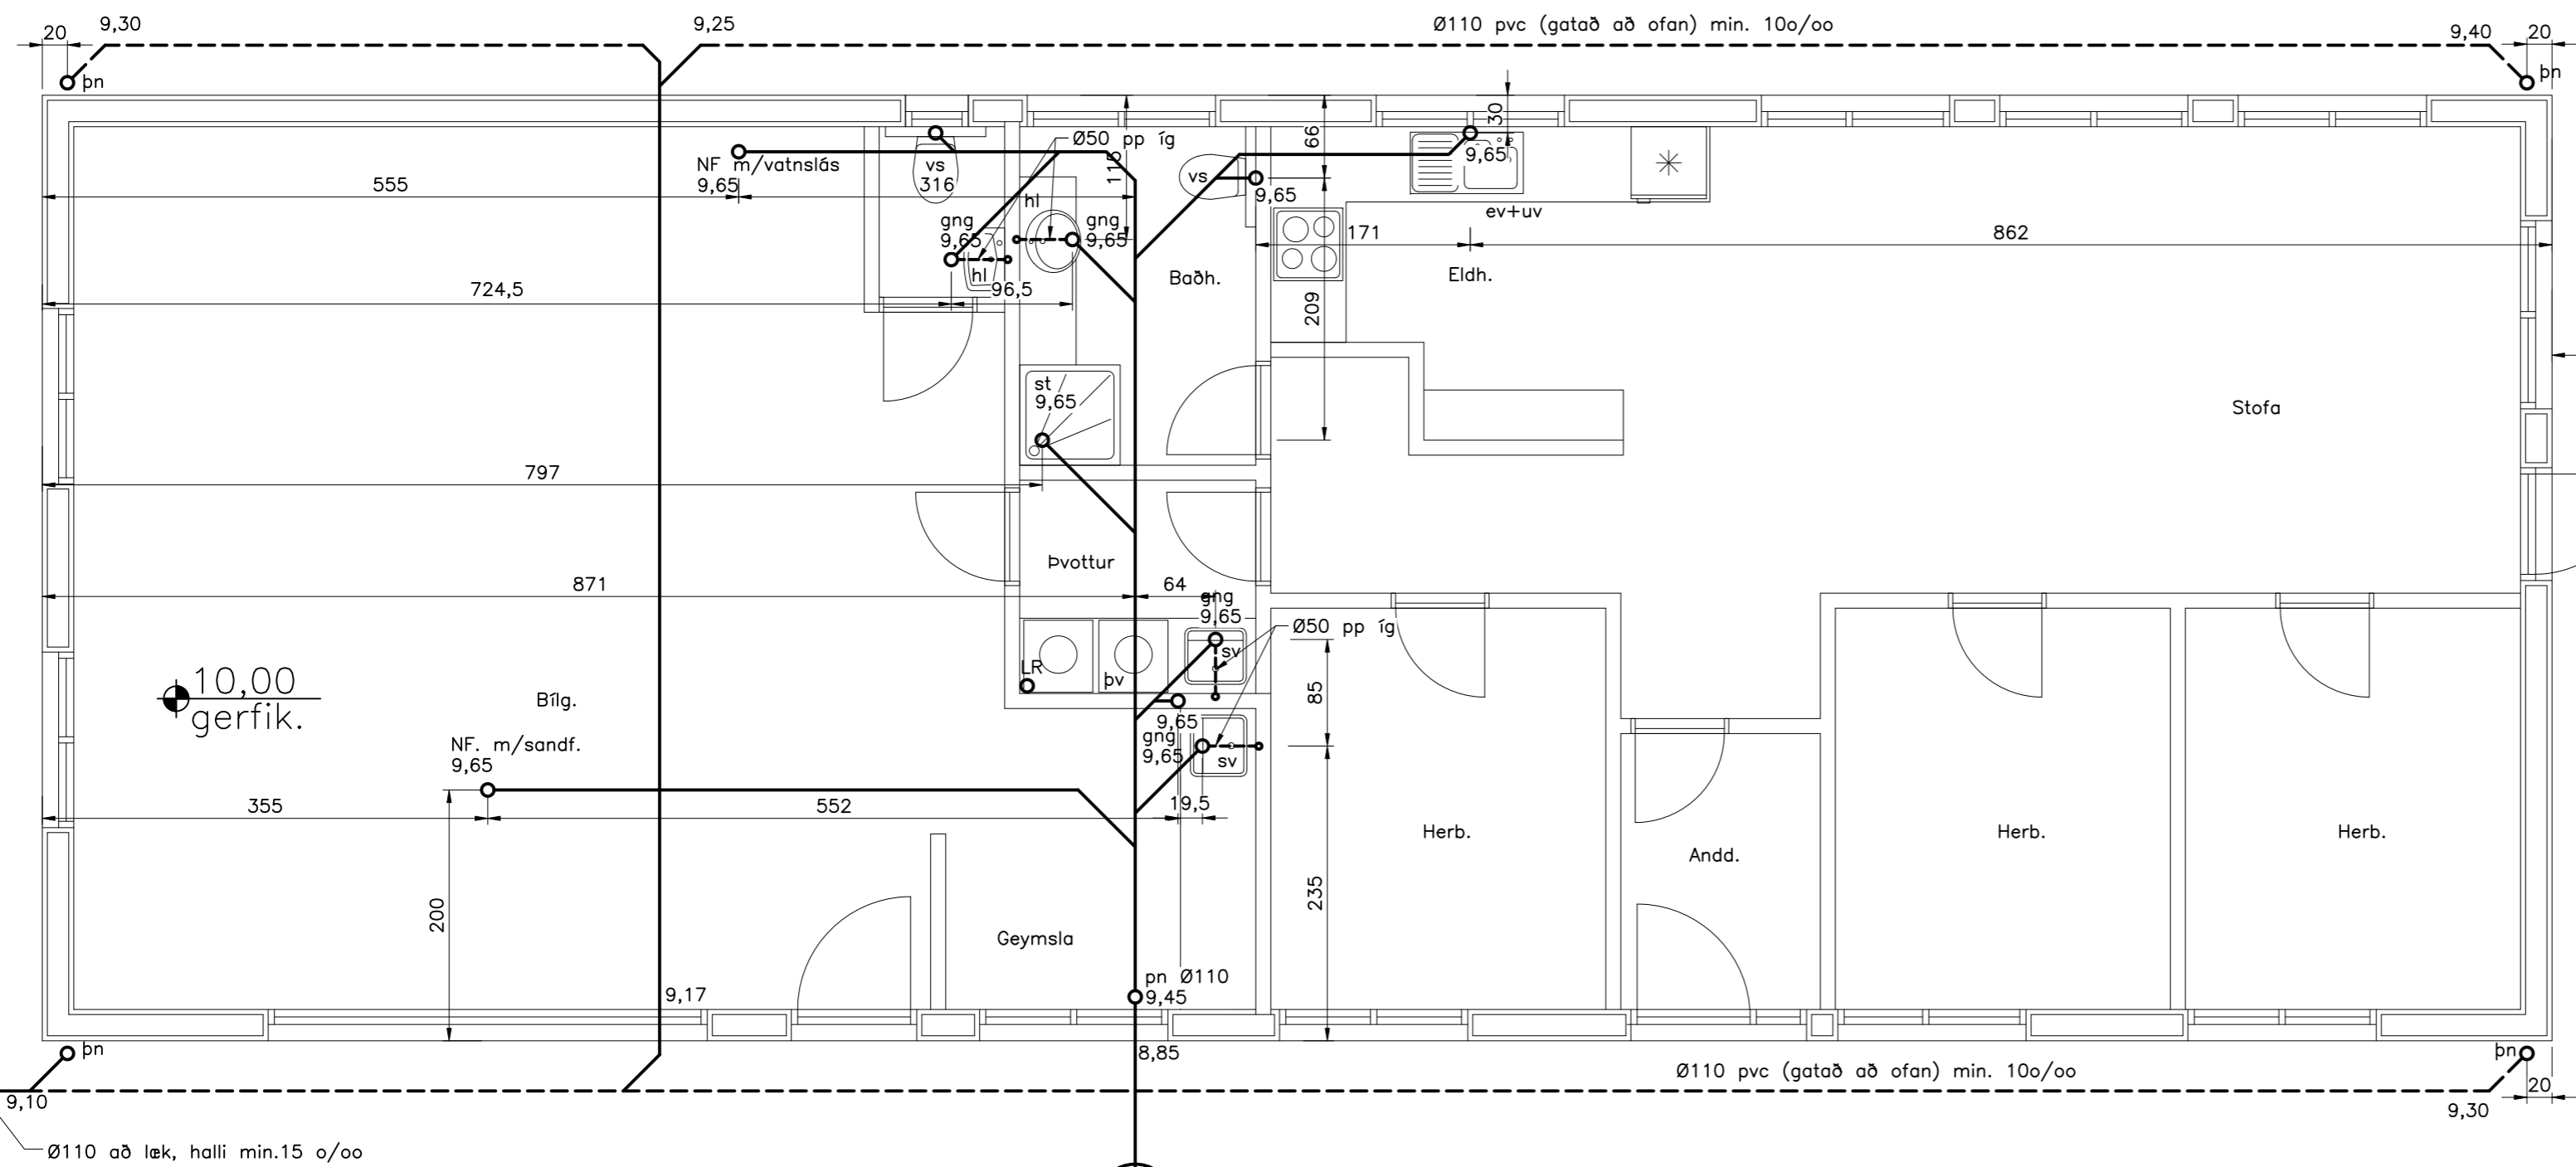 20
9,30
9,25
Ø110 pvc (gatað að ofan) min. 10o/oo
9,40
20
þn
þn
Ø50 pp íg
30
66
115
NF m/vatnslás
9,65
vs
316
vs
9,65
9,65
555
hl
gng
9,65
gng
9,65
ev+uv
171
862
hl
Baðh.
Eldh.
724,5
96,5
209
st
9,65
Stofa
797
Þvottur
871
64
gng
9,65
Ø50 pp íg
sv
LR
þv
10,00
gerfik.
Bílg.
85
9,65
gng
9,65
sv
NF. m/sandf.
9,65
355
552
19,5
Herb.
Andd.
Herb.
Herb.
200
235
Geymsla
pn Ø110
9,45
9,17
þn
8,85
þn
Ø110 pvc (gatað að ofan) min. 10o/oo
20
9,10
9,30
Ø110 að læk, halli min.15 o/oo